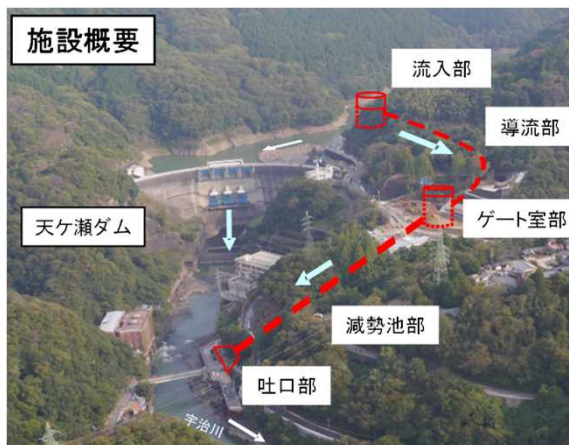 施設概要
流入部
導流部
天ケ瀬ダム
ゲート室部
減勢池部
吐口部
宇治川